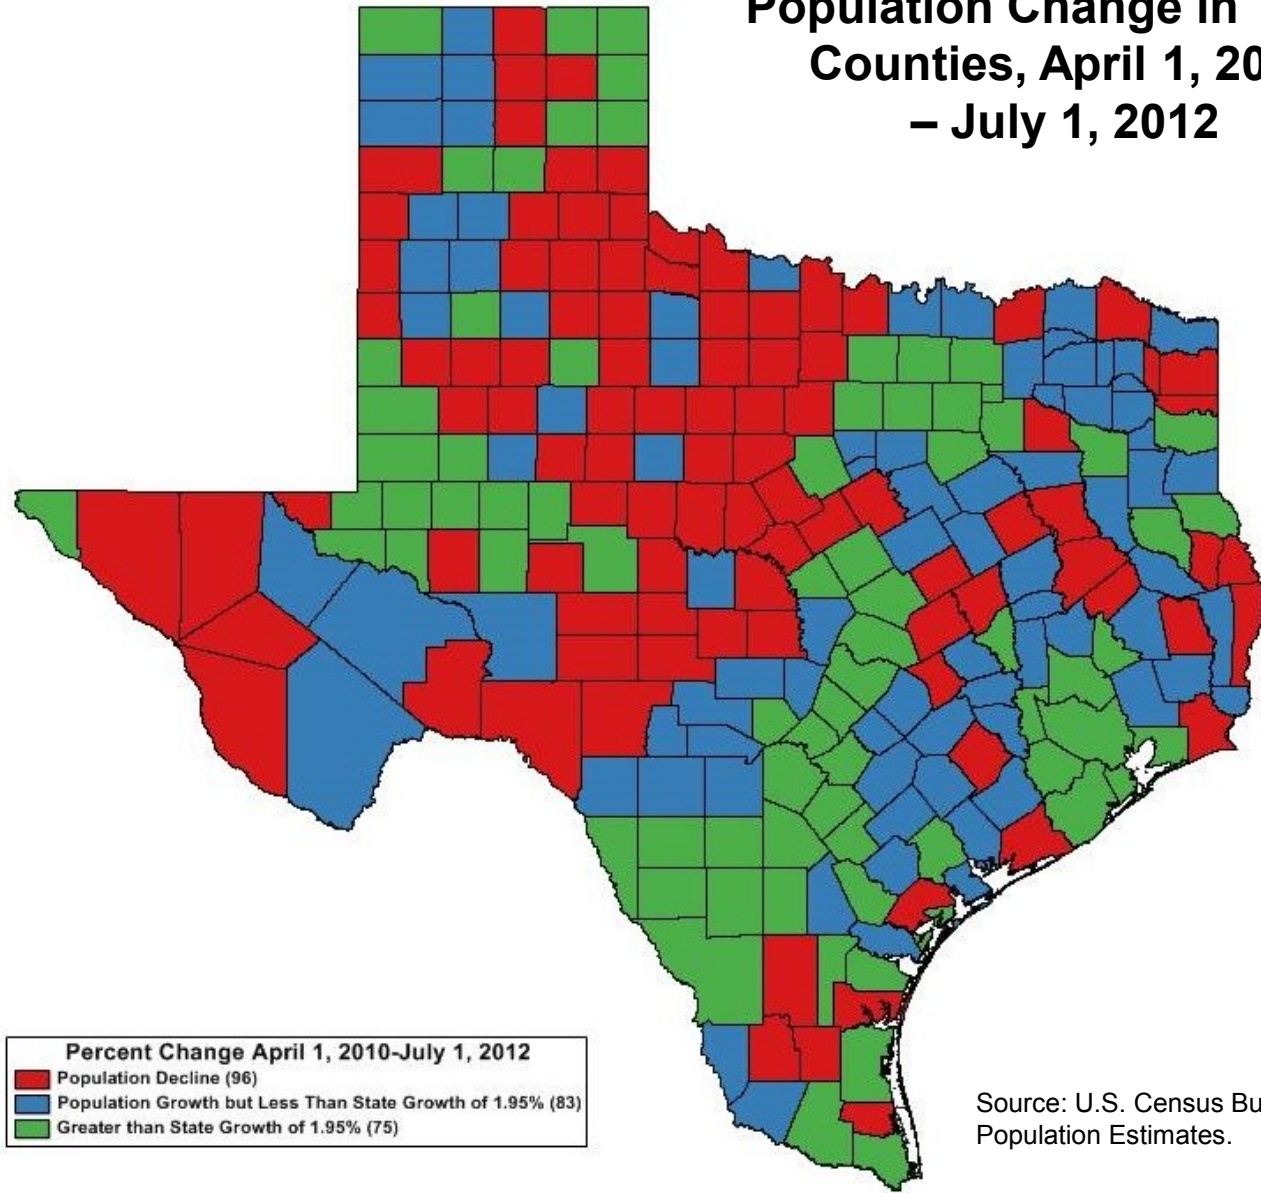 Population Change in
Counties, April 1, 20
– July 1, 2012
Percent Change April 1, 2010-July 1, 2012
Population Decline (96)
Population Growth but Less Than State Growth of 1.95% (83)
Greater than State Growth of 1.95% (75)
Source: U.S. Census Bu
Population Estimates.